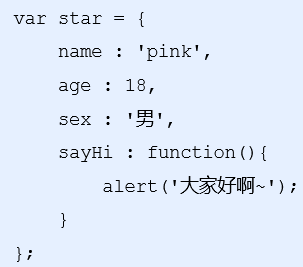 var star = {
    name : 'pink',
    age : 18,
    sex : '男',
    sayHi : function(){
        alert('大家好啊~');
    }
};